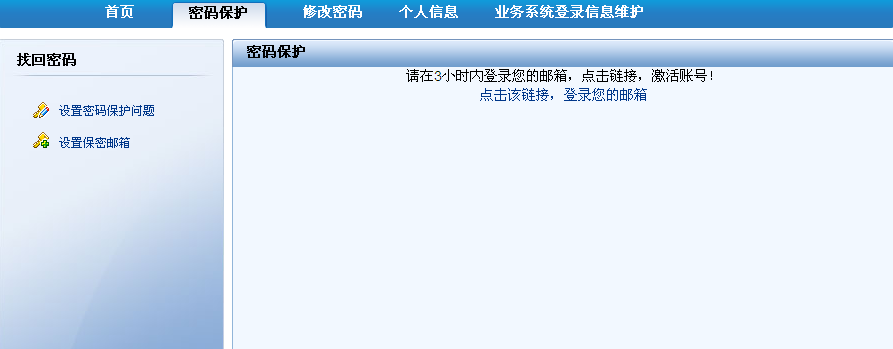 首页 密码保护 修改密码 个人信息 业务系统登录信息维护
找回密码
设置密码保护问题
设置保密邮箱
密码保护
请在3小时内登录您的邮箱，点击链接，激活账号！
点击该链接，登录您的邮箱